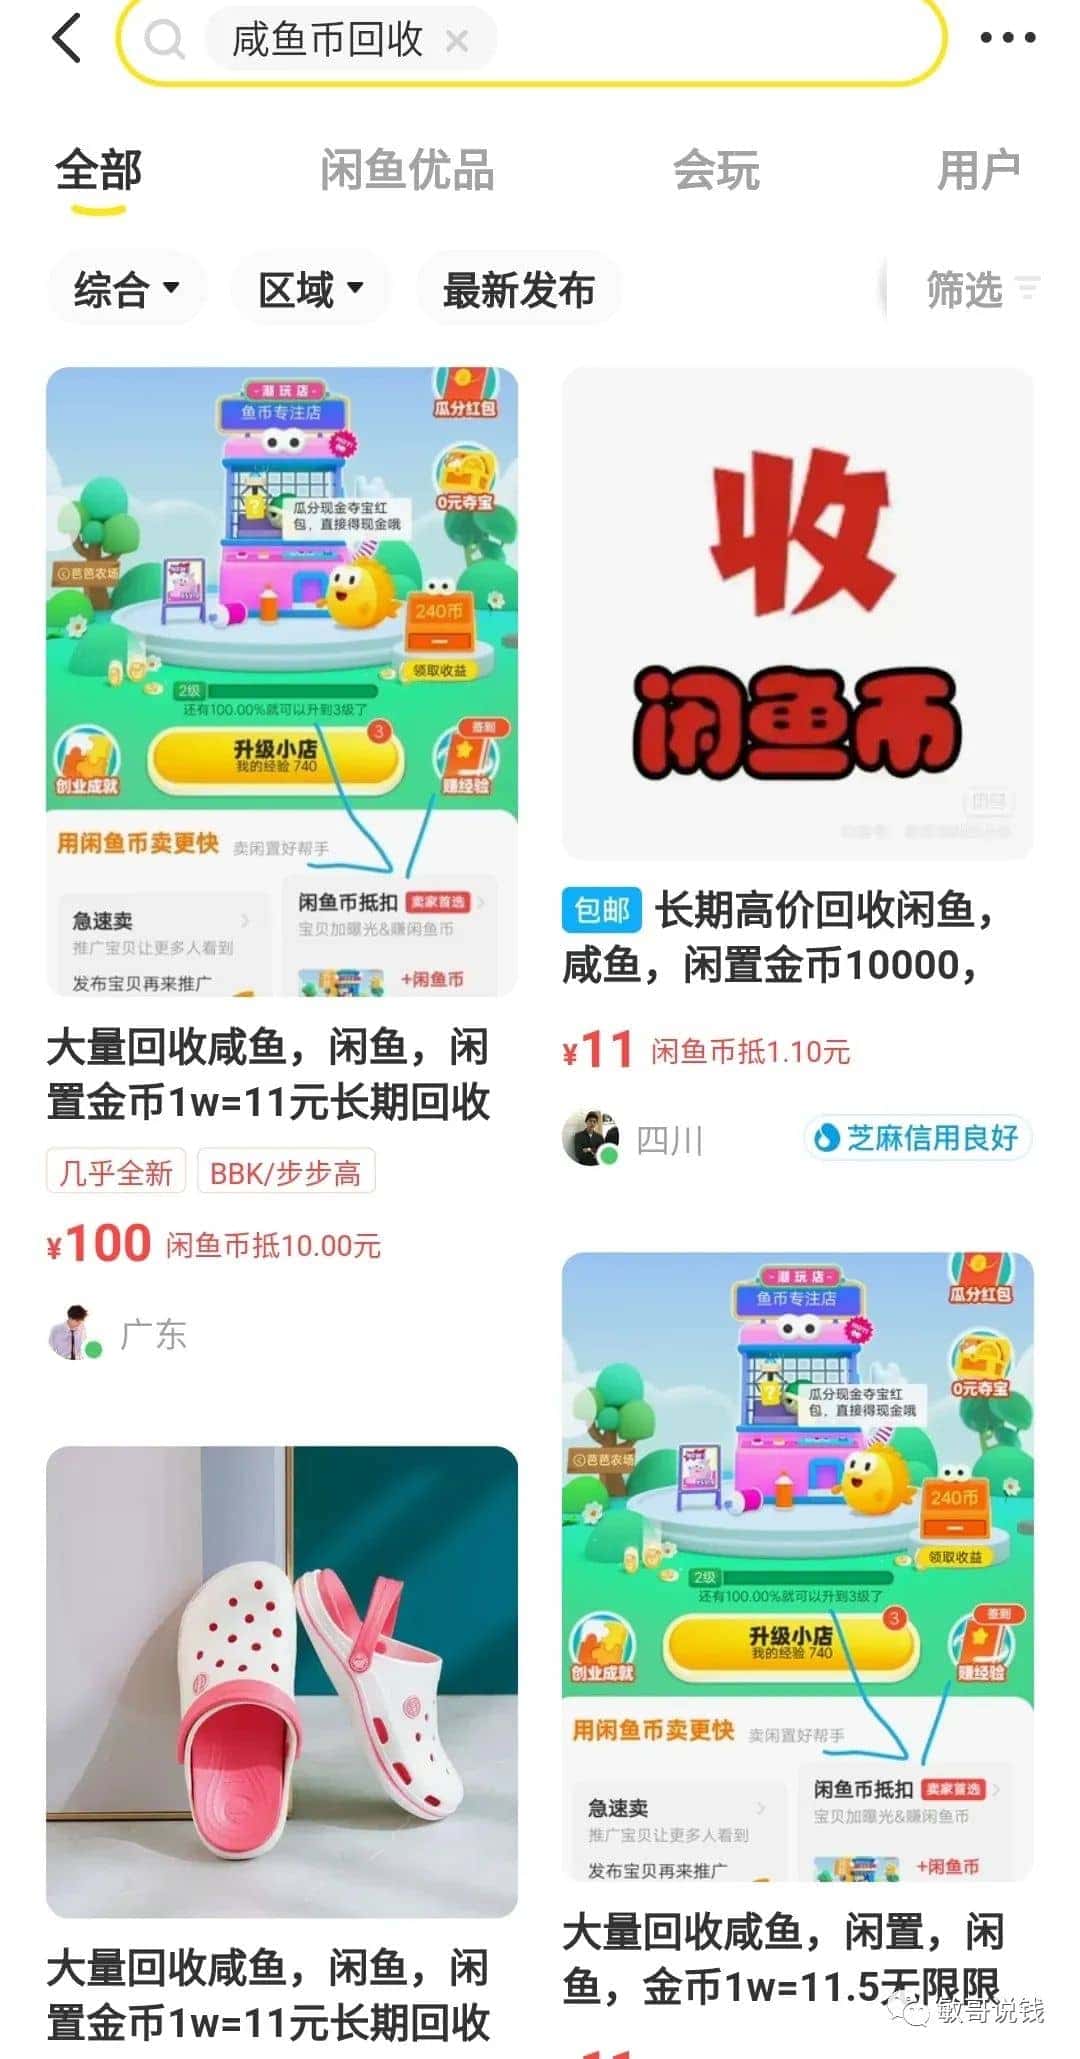 咸鱼币回收 ×
全部
闲鱼优品
会玩
用户
综合
区域
最新发布
筛选
-潮玩店-
鱼币专注店
瓜分红包
0元夺宝
瓜分现金夺宝红
包，直接得现金哦
芭芭农场
240币
领取收益
2级
还有100.00%就可以升到3级了
升级小店
我的经验 740
3
签到
创业成就
赚经验
用闲鱼币卖更快 卖闲置好帮手
急速卖
推广宝贝让更多人看到
发布宝贝再来推广
闲鱼币抵扣 卖家首选
宝贝加曝光&赚闲鱼币
+闲鱼币
大量回收咸鱼，闲鱼，闲
置金币1w=11元长期回收
几乎全新
BBK/步步高
¥100 闲鱼币抵10.00元
广东
收
闲鱼币
包邮 长期高价回收闲鱼，
咸鱼，闲置金币10000，
¥11 闲鱼币抵1.10元
四川
芝麻信用良好
大量回收咸鱼，闲鱼，闲
置金币1w=11元长期回收
-潮玩店-
鱼币专注店
瓜分红包
0元夺宝
瓜分现金夺宝红
包，直接得现金哦
芭芭农场
240币
领取收益
2级
还有100.00%就可以升到3级了
升级小店
我的经验 740
3
签到
创业成就
赚经验
用闲鱼币卖更快 卖闲置好帮手
急速卖
推广宝贝让更多人看到
发布宝贝再来推广
闲鱼币抵扣 卖家首选
宝贝加曝光&赚闲鱼币
+闲鱼币
大量回收咸鱼，闲置，闲
鱼，金币1w=11.5无限限
敏哥说钱